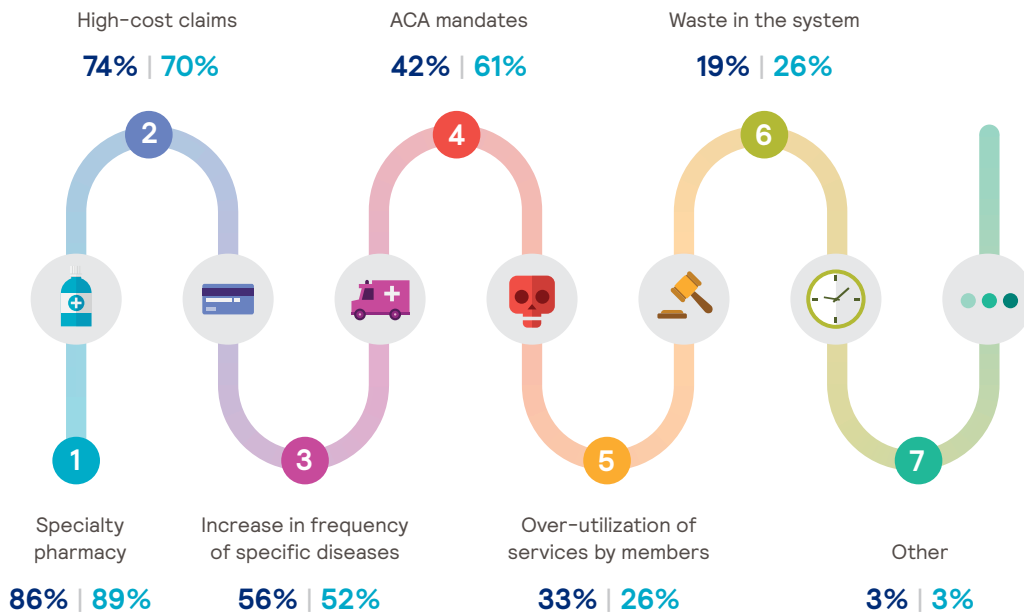 High-cost claims
74% | 70%
ACA mandates
42% | 61%
Waste in the system
19% | 26%
2
4
6
1
3
5
7
Specialty
pharmacy
86% | 89%
Increase in frequency
of specific diseases
56% | 52%
Over-utilization of
services by members
33% | 26%
Other
3% | 3%